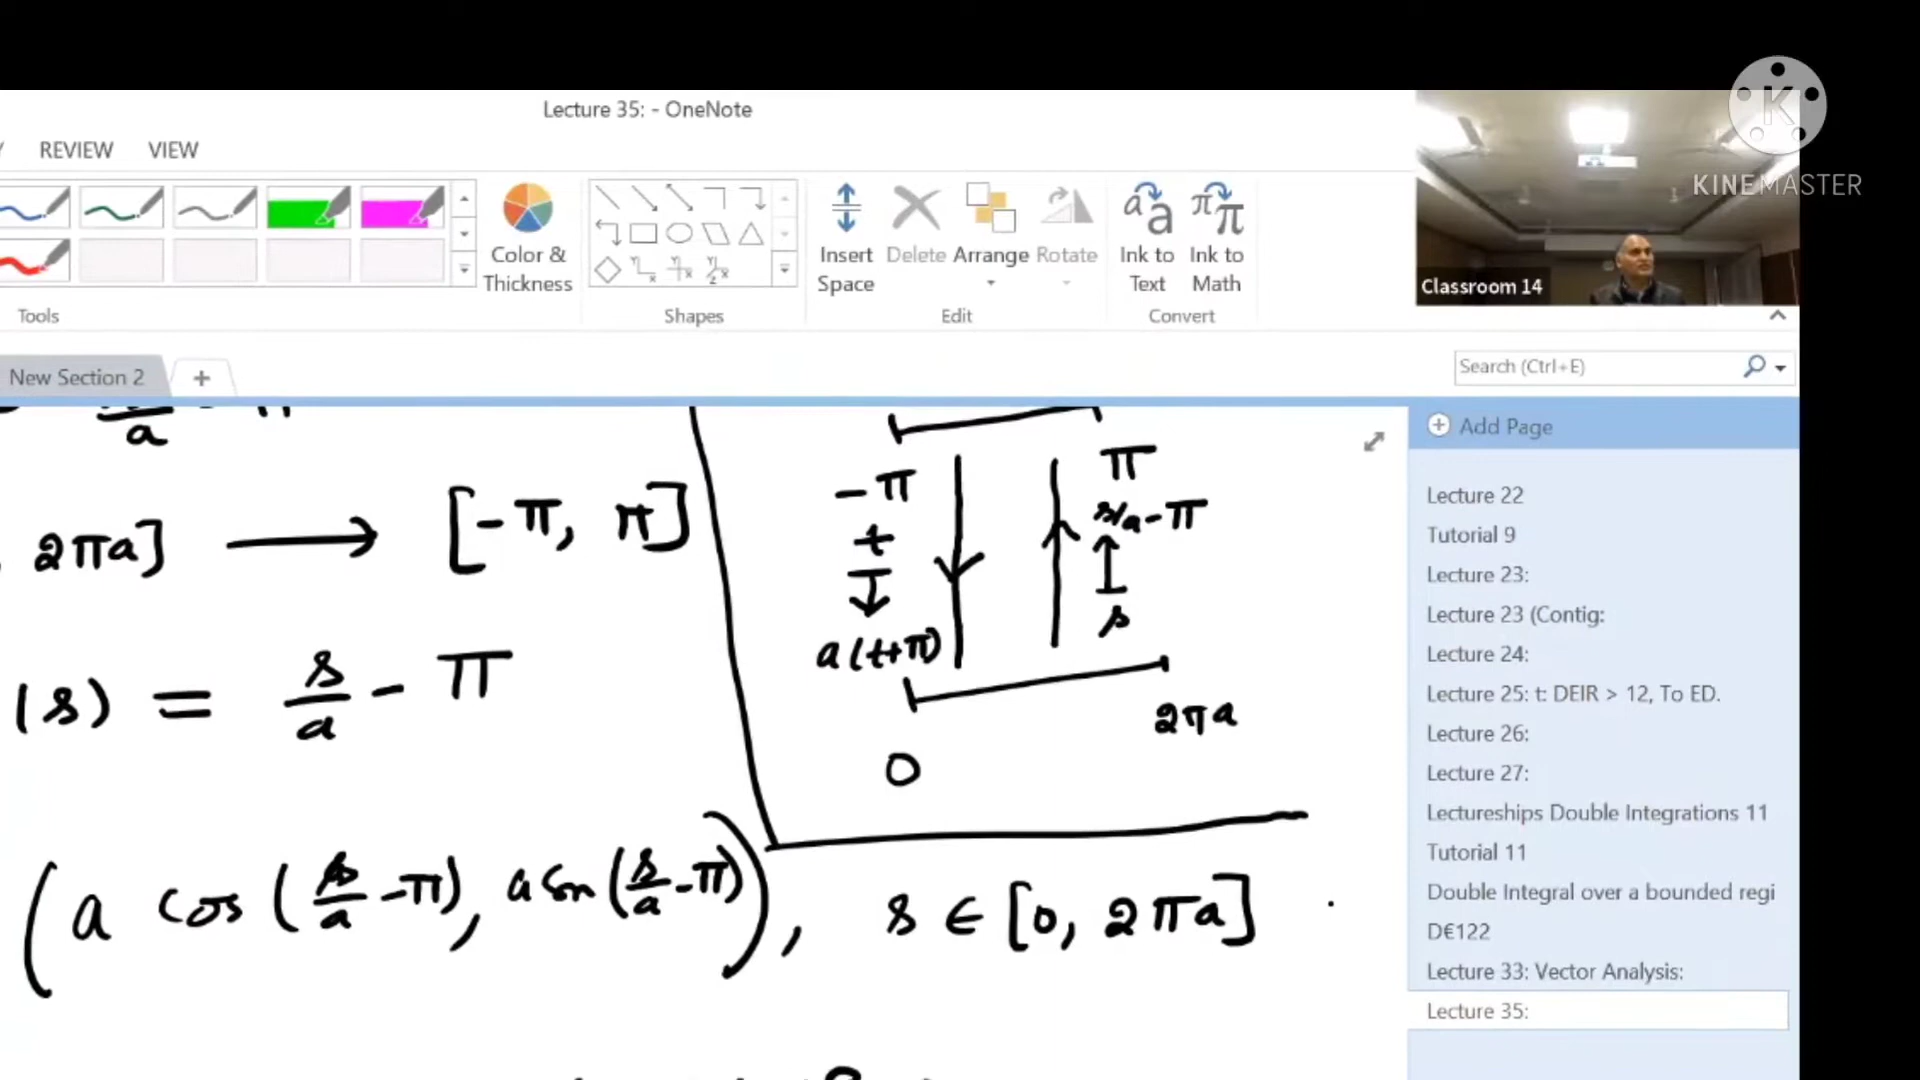 Lecture 35: - OneNote
KINEMASTER
REVIEW VIEW
Color & Thickness
Insert Space
Delete
Arrange
Rotate
Ink to Text
Ink to Math
Tools
Shapes
Edit
Convert
Classroom 14
New Section 2
+
Search (Ctrl+E)
Add Page
Lecture 22
Tutorial 9
Lecture 23:
Lecture 23 (Contig:
Lecture 24:
Lecture 25: t: DEIR > 12, To ED.
Lecture 26:
Lecture 27:
Lectureships Double Integrations 11
Tutorial 11
Double Integral over a bounded regi
D€122
Lecture 33: Vector Analysis:
Lecture 35:
a
2πa] → [-π, π]
(s) = s/a - π
-π
t
↧
a(t+π)
π
s/a - π
↥
s
0
2πa
(a cos(s/a - π), a sin(s/a - π)), s ∈ [0, 2πa]